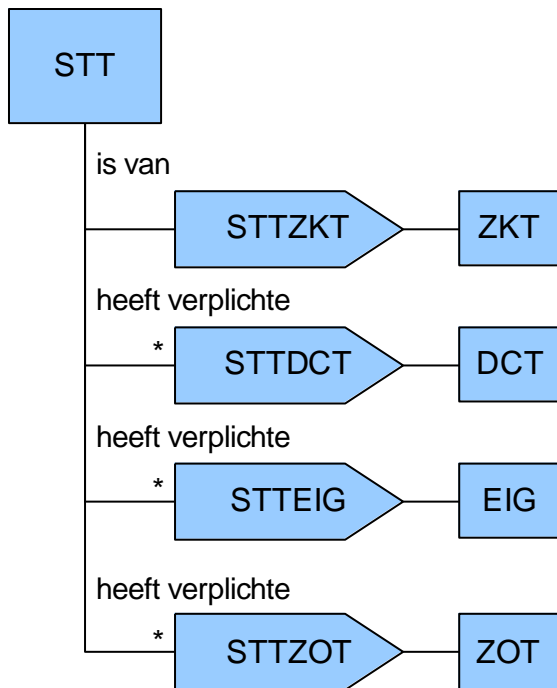 STT
is van
STTZKT ZKT
heeft verplichte
* STTDCT DCT
heeft verplichte
* STTEIG EIG
heeft verplichte
* STTZOT ZOT